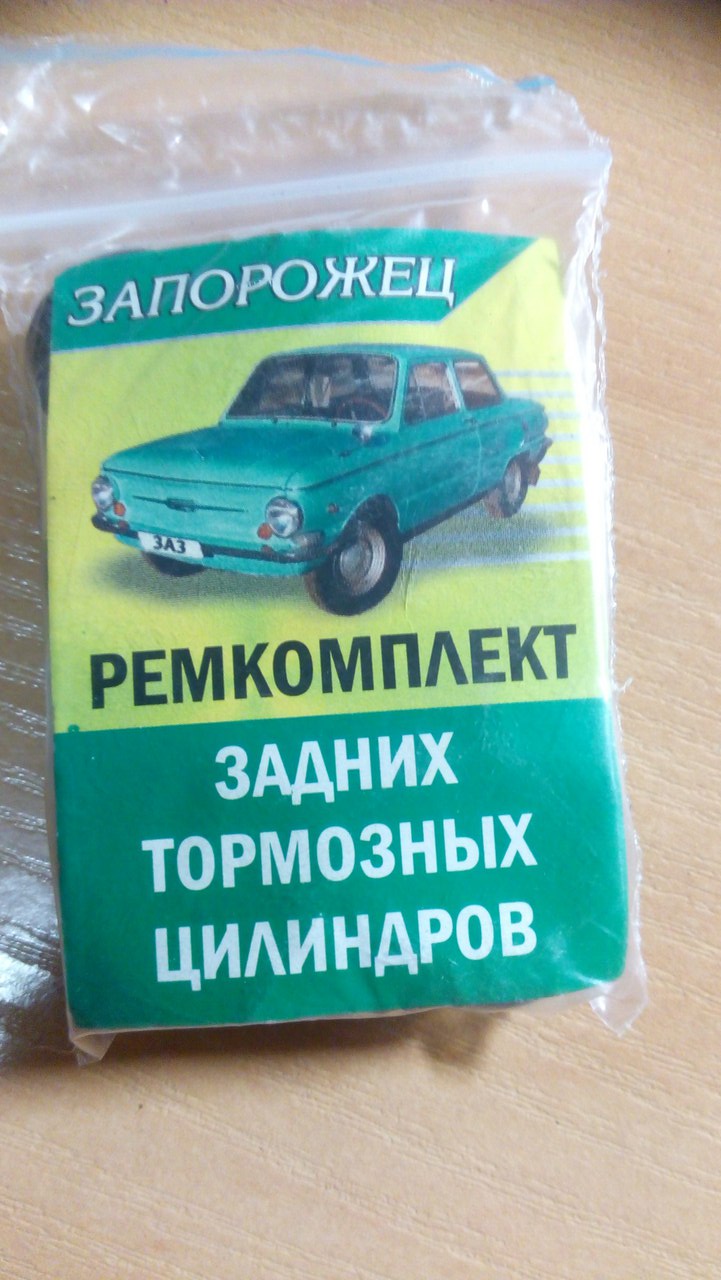 ЗАПОРОЖЕЦ
ЗАЗ
РЕМКОМПЛЕКТ
ЗАДНИХ
ТОРМОЗНЫХ
ЦИЛИНДРОВ